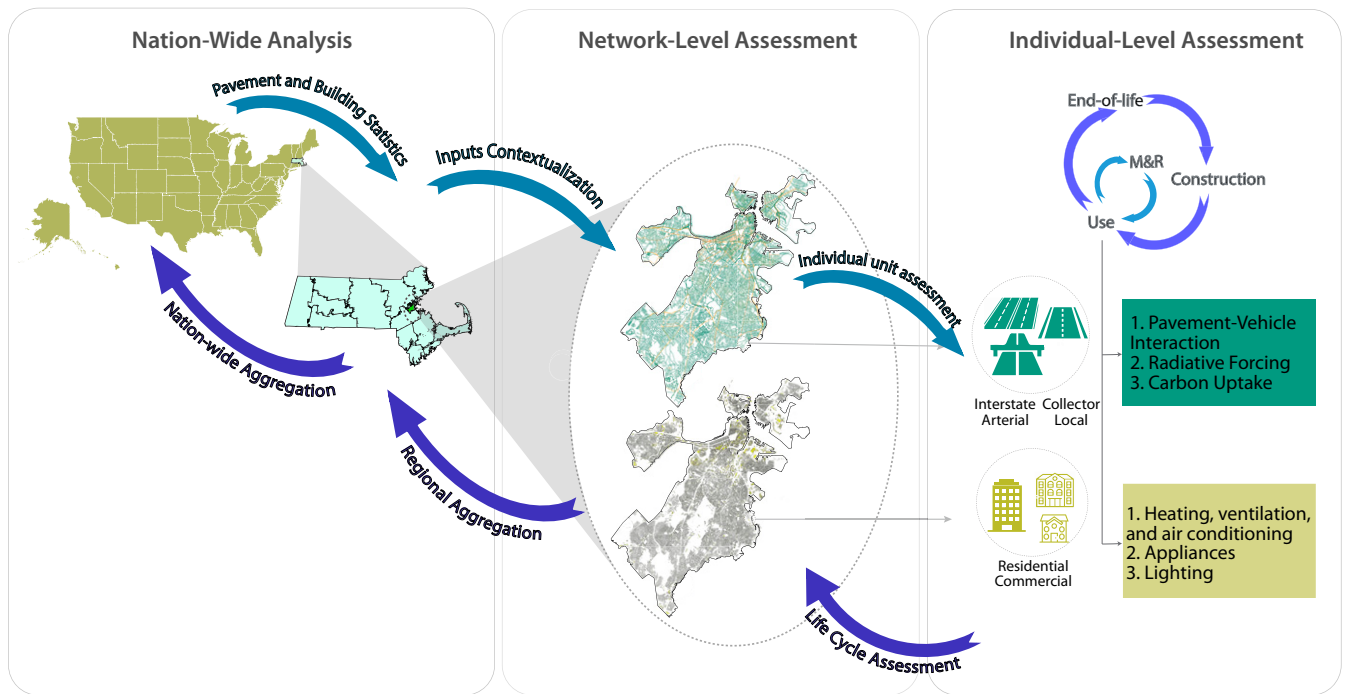 Nation-Wide Analysis
Pavement and Building Statistics
Nation-wide Aggregation
Regional Aggregation
Network-Level Assessment
Inputs Contextualization
Individual unit assessment
Life Cycle Assessment
Individual-Level Assessment
End-of-life
M&R
Construction
Use
Interstate Collector
Arterial Local
1. Pavement-Vehicle
Interaction
2. Radiative Forcing
3. Carbon Uptake
Residential
Commercial
1. Heating, ventilation,
and air conditioning
2. Appliances
3. Lighting